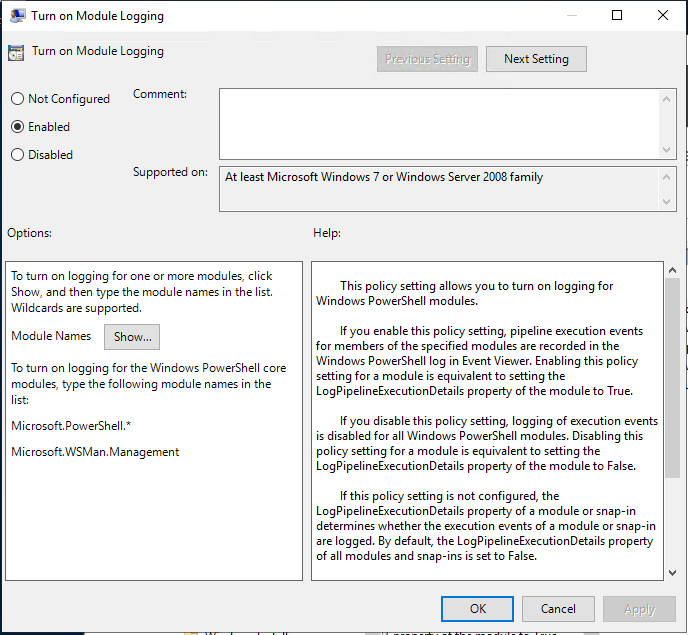 Turn on Module Logging
Turn on Module Logging
Previous Setting
Next Setting
Not Configured
Comment:
Enabled
Disabled
Supported on:
At least Microsoft Windows 7 or Windows Server 2008 family
Options:
Help:
To turn on logging for one or more modules, click
Show, and then type the module names in the list.
Wildcards are supported.
Module Names
Show...
To turn on logging for the Windows PowerShell core
modules, type the following module names in the
list:
Microsoft.PowerShell.*
Microsoft.WSMan.Management
This policy setting allows you to turn on logging for
Windows PowerShell modules.
If you enable this policy setting, pipeline execution events
for members of the specified modules are recorded in the
Windows PowerShell log in Event Viewer. Enabling this policy
setting for a module is equivalent to setting the
LogPipelineExecutionDetails property of the module to True.
If you disable this policy setting, logging of execution events
is disabled for all Windows PowerShell modules. Disabling this
policy setting for a module is equivalent to setting the
LogPipelineExecutionDetails property of the module to False.
If this policy setting is not configured, the
LogPipelineExecutionDetails property of a module or snap-in
determines whether the execution events of a module or snap-in
are logged. By default, the LogPipelineExecutionDetails property
of all modules and snap-ins is set to False.
OK
Cancel
Apply
property of the module to True.